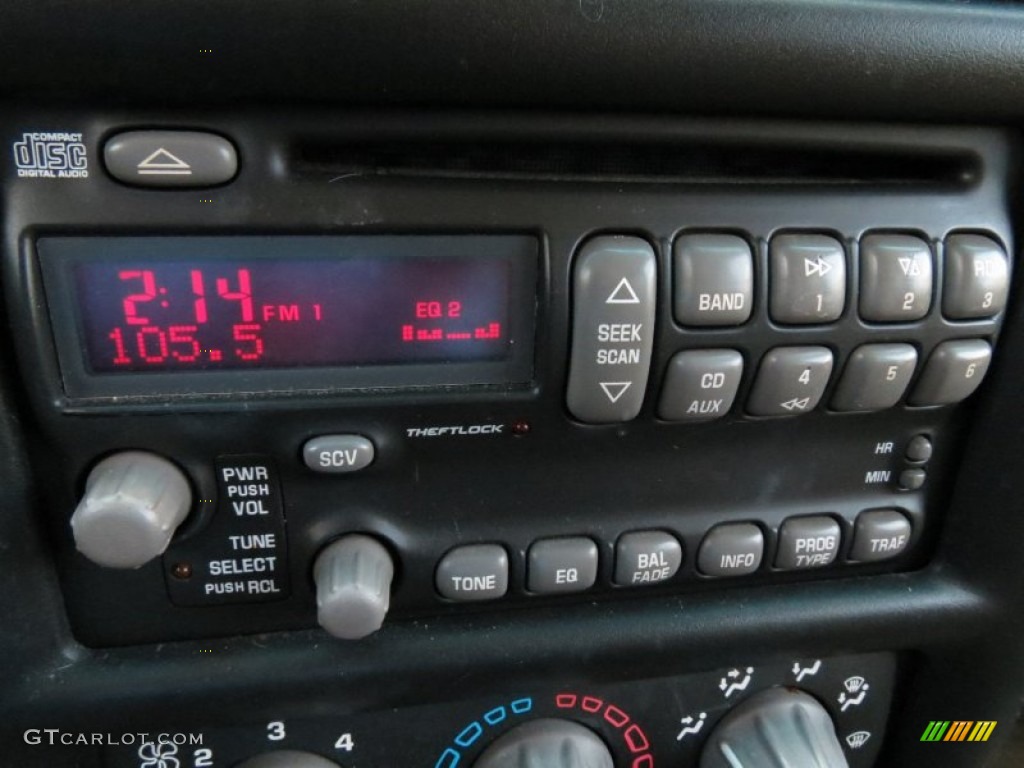 COMPACT
disc
DIGITAL AUDIO
2:14 FM 1 EQ 2
105.5
SEEK
SCAN
BAND
1
2
RDS
3
CD
AUX
4
5
6
THEFTLOCK
SCV
HR
MIN
PWR
PUSH
VOL
TUNE
SELECT
PUSH RCL
TONE
EQ
BAL
FADE
INFO
PROG
TYPE
TRAF
2
3
4
GTCARLOT.COM